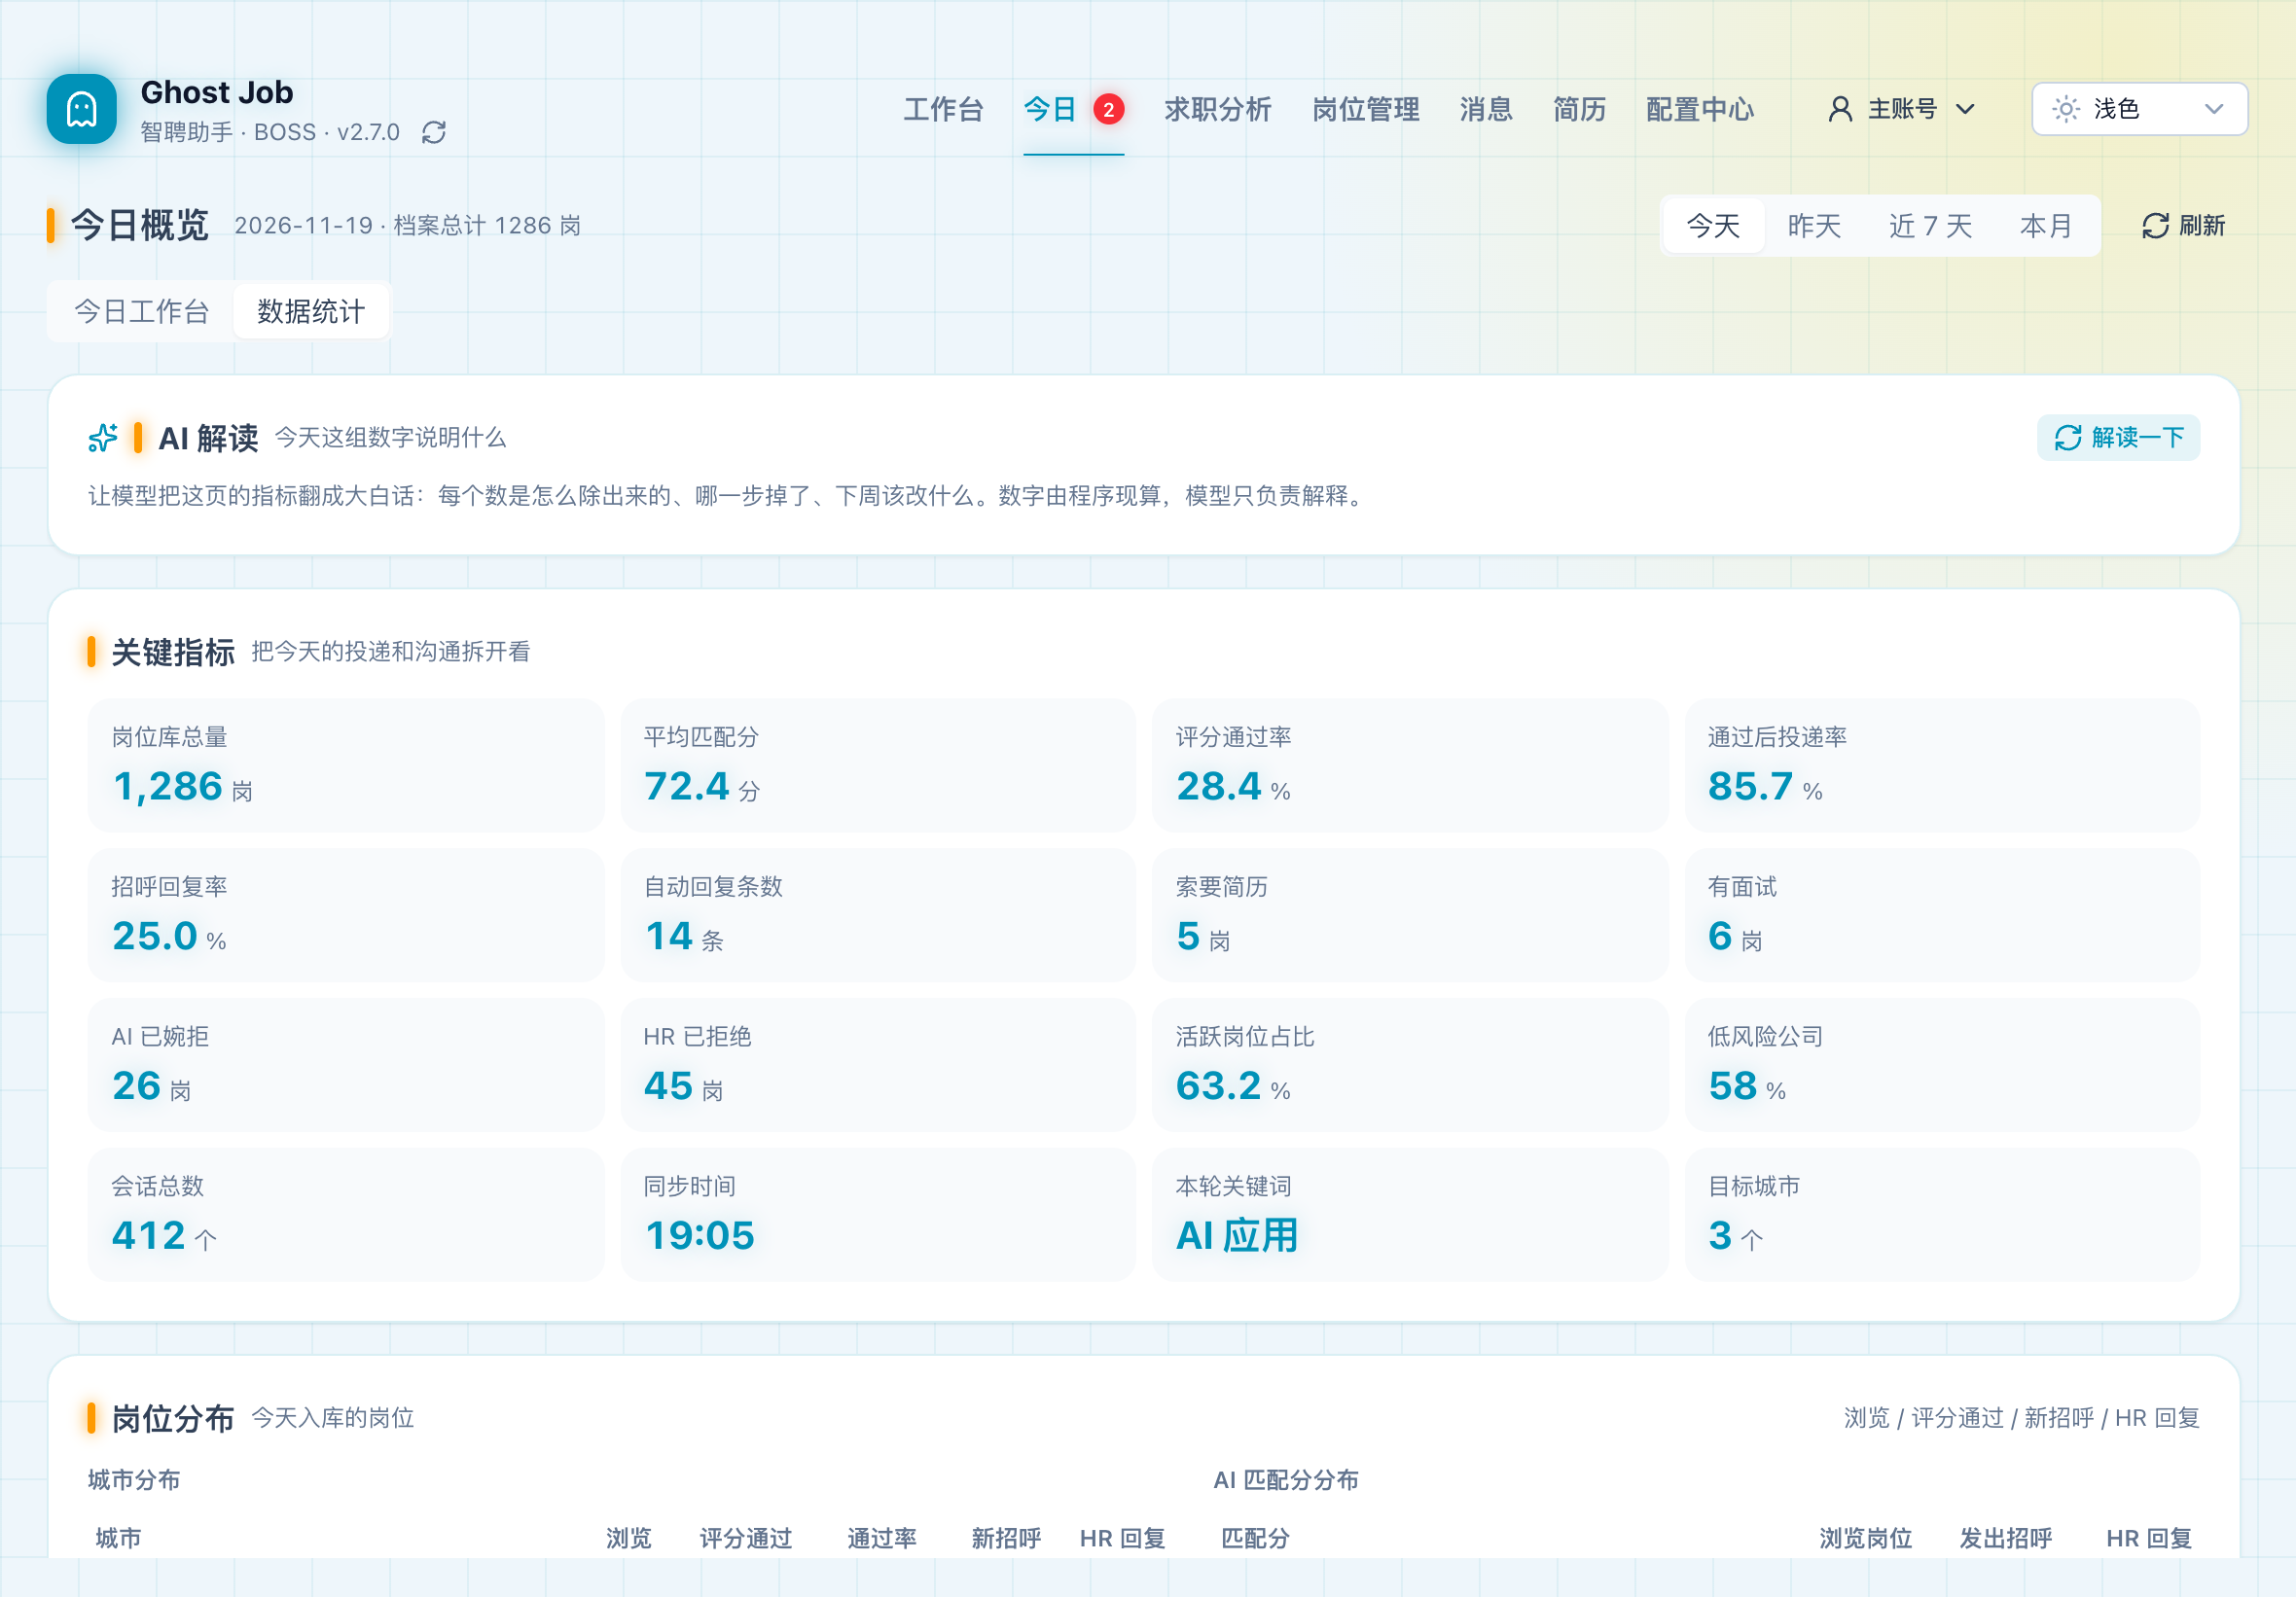 Ghost Job
智聘助手 · BOSS · v2.7.0
工作台 今日 2 求职分析 岗位管理 消息 简历 配置中心 主账号 浅色
今日概览 2026-11-19 · 档案总计 1286 岗
今天 昨天 近 7 天 本月 刷新
今日工作台 数据统计
AI 解读 今天这组数字说明什么 解读一下
让模型把这页的指标翻成大白话：每个数是怎么除出来的、哪一步掉了、下周该改什么。数字由程序现算，模型只负责解释。
关键指标 把今天的投递和沟通拆开看
岗位库总量
1,286 岗
平均匹配分
72.4 分
评分通过率
28.4 %
通过后投递率
85.7 %
招呼回复率
25.0 %
自动回复条数
14 条
索要简历
5 岗
有面试
6 岗
AI 已婉拒
26 岗
HR 已拒绝
45 岗
活跃岗位占比
63.2 %
低风险公司
58 %
会话总数
412 个
同步时间
19:05
本轮关键词
AI 应用
目标城市
3 个
岗位分布 今天入库的岗位 浏览 / 评分通过 / 新招呼 / HR 回复
城市分布
城市 浏览 评分通过 通过率 新招呼 HR 回复
AI 匹配分分布
匹配分 浏览岗位 发出招呼 HR 回复